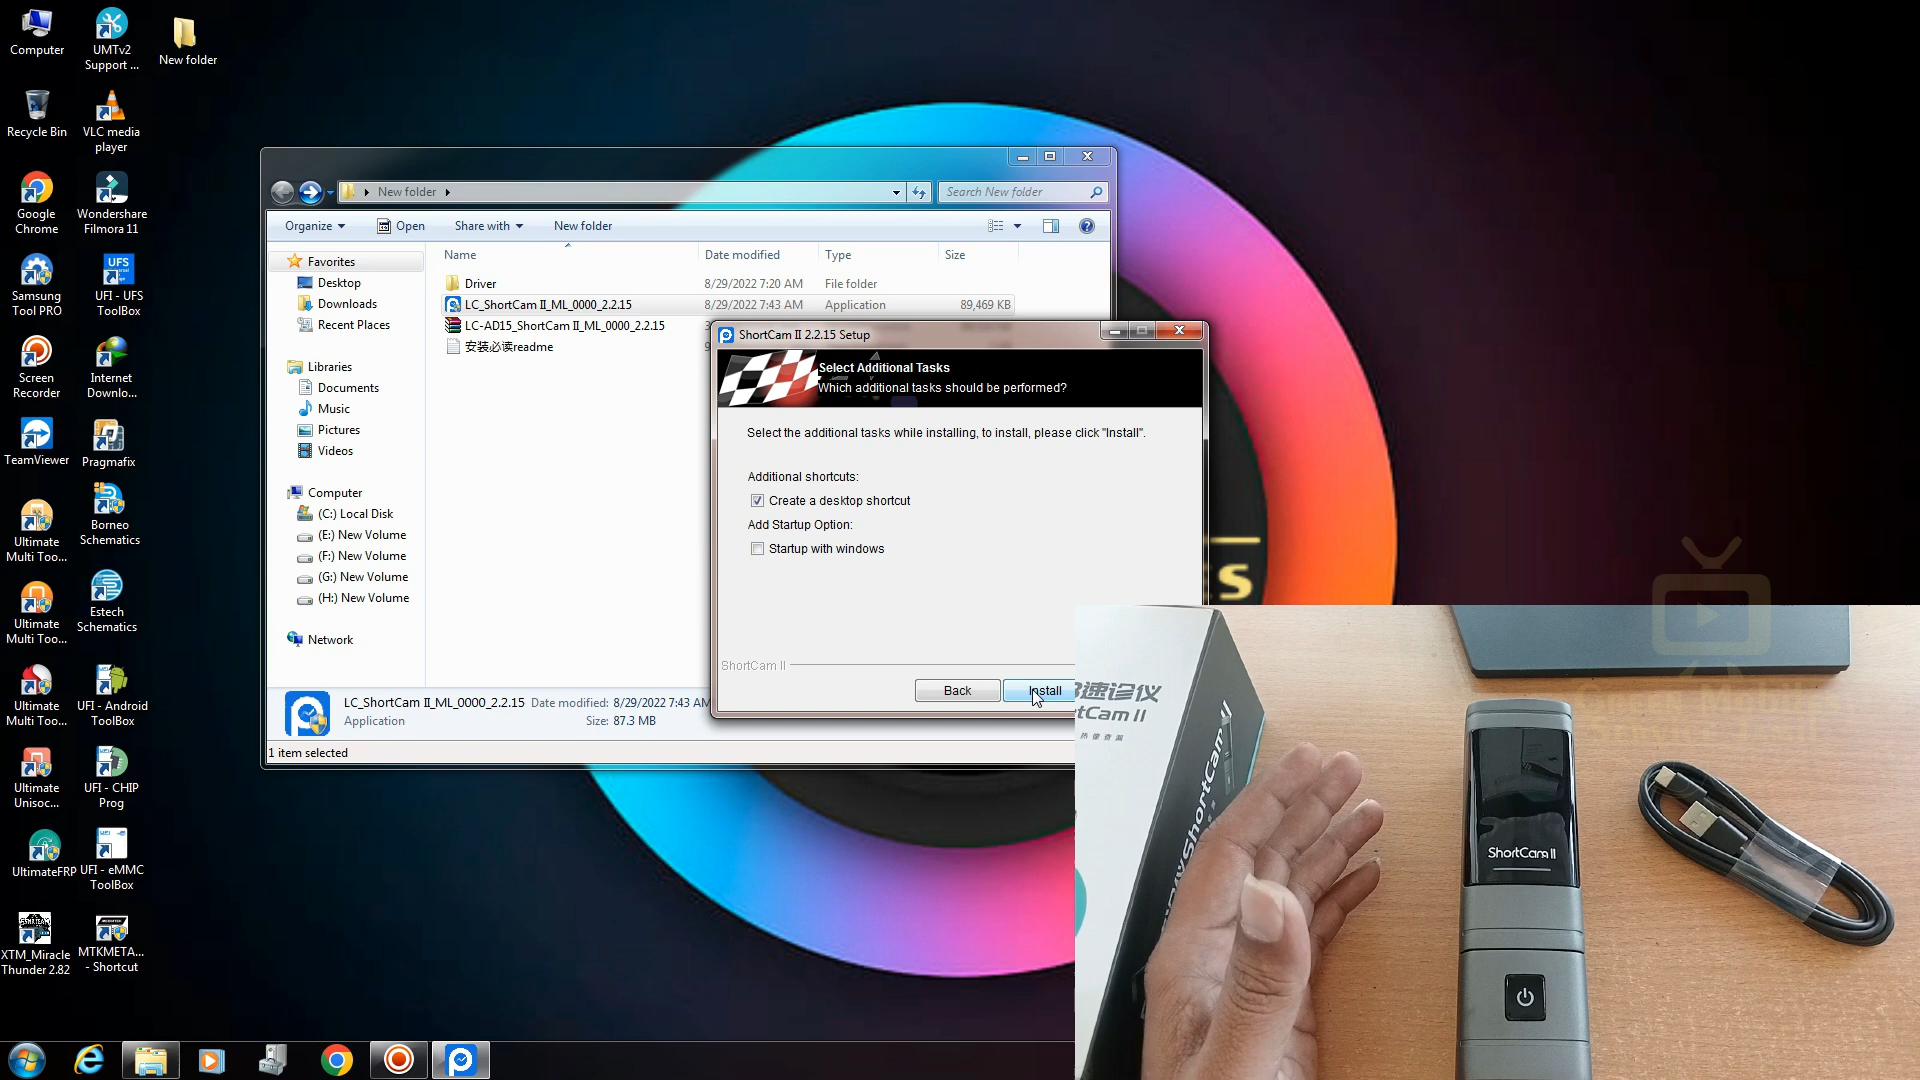 Computer
UMTv2
Support ...
New folder
Recycle Bin
VLC media
player
Google
Chrome
Wondershare
Filmora 11
Samsung
Tool PRO
UFS
UFI - UFS
ToolBox
Screen
Recorder
Internet
Downlo...
TeamViewer
Pragmafix
Ultimate
Multi Too...
Borneo
Schematics
Ultimate
Multi Too...
Estech
Schematics
Ultimate
Multi Too...
UFI - Android
ToolBox
Ultimate
Unisoc...
UFI - CHIP
Prog
UltimateFRP
UFI - eMMC
ToolBox
XTM_Miracle
Thunder 2.82
MTKMETA...
- Shortcut
New folder
Search New folder
Organize
Open
Share with
New folder
Name
Date modified
Type
Size
Favorites
Desktop
Downloads
Recent Places
Libraries
Documents
Music
Pictures
Videos
Computer
(C:) Local Disk
(E:) New Volume
(F:) New Volume
(G:) New Volume
(H:) New Volume
Network
Driver 8/29/2022 7:20 AM File folder
LC_ShortCam II_ML_0000_2.2.15 8/29/2022 7:43 AM Application 89,469 KB
LC-AD15_ShortCam II_ML_0000_2.2.15
安装必读readme
LC_ShortCam II_ML_0000_2.2.15 Date modified: 8/29/2022 7:43 AM
Application Size: 87.3 MB
1 item selected
ShortCam II 2.2.15 Setup
Select Additional Tasks
Which additional tasks should be performed?
Select the additional tasks while installing, to install, please click "Install".
Additional shortcuts:
Create a desktop shortcut
Add Startup Option:
Startup with windows
ShortCam II
Back
Install
速诊仪
tCam II
热像查漏
ShortCam II
ShortCam II